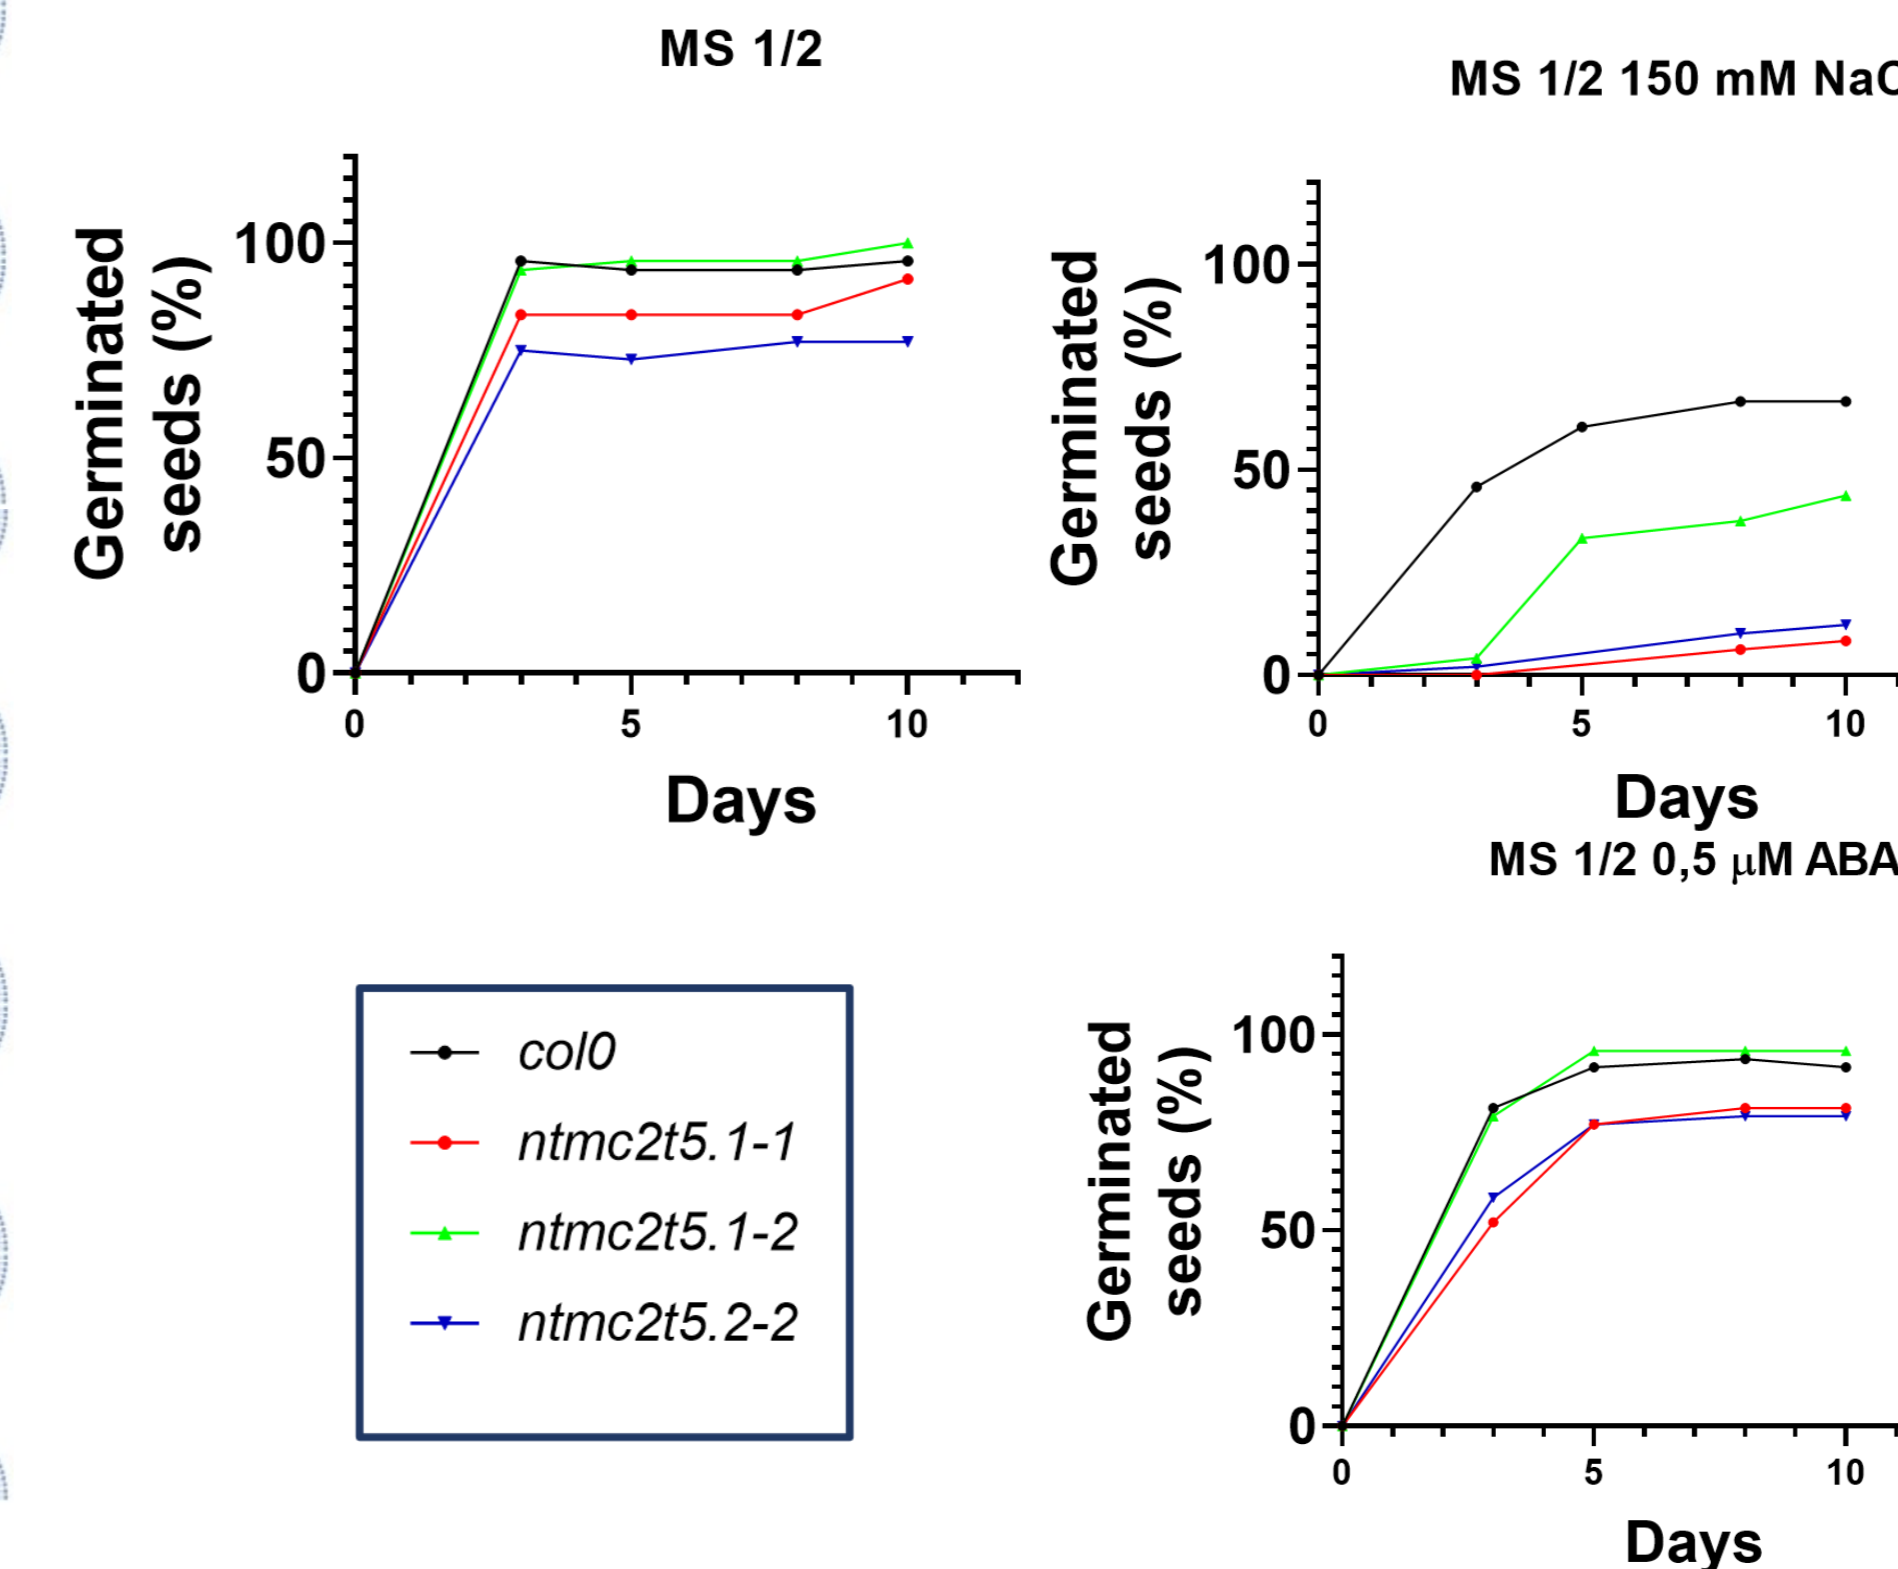 MS 1/2
Germinated
seeds (%)
100
50
0
0 5 10
Days
MS 1/2 150 mM NaC
Germinated
seeds (%)
100
50
0
0 5 10
Days
col0
ntmc2t5.1-1
ntmc2t5.1-2
ntmc2t5.2-2
MS 1/2 0,5 μM ABA
Germinated
seeds (%)
100
50
0
0 5 10
Days